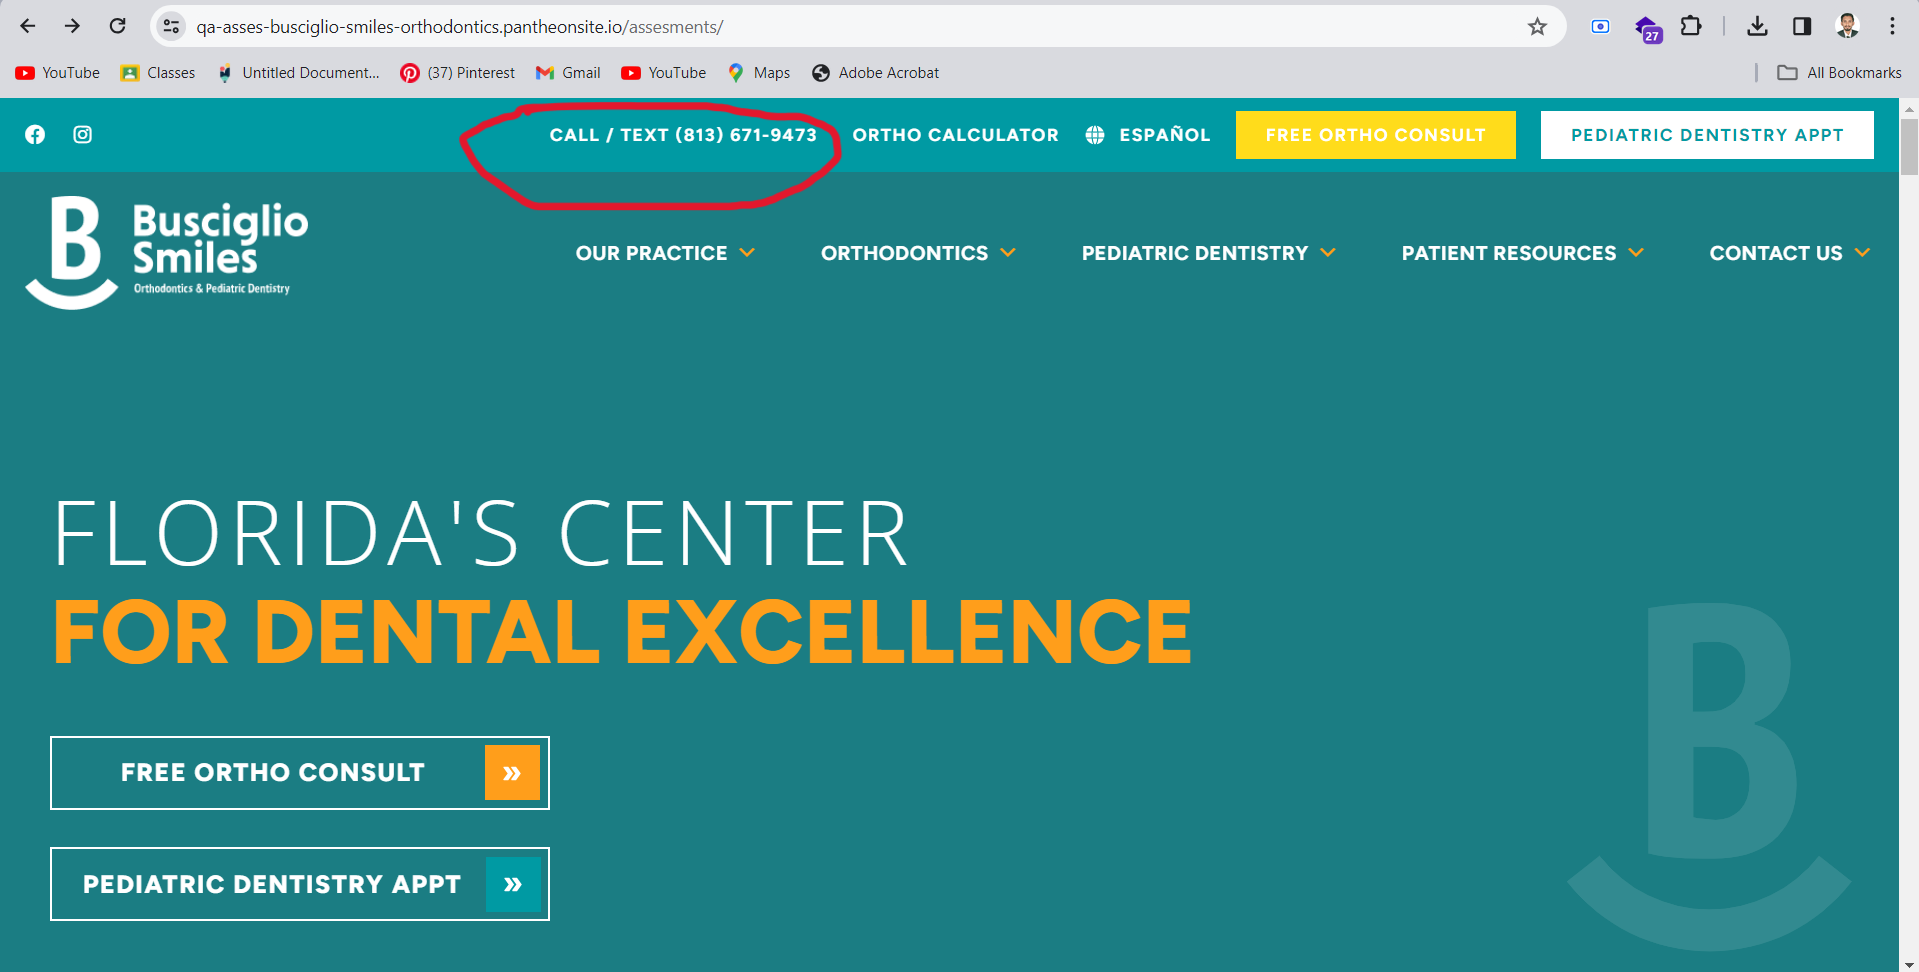 qa-asses-busciglio-smiles-orthodontics.pantheonsite.io/assesments/
27
YouTube Classes Untitled Document... (37) Pinterest Gmail YouTube Maps Adobe Acrobat All Bookmarks
CALL / TEXT (813) 671-9473 ORTHO CALCULATOR ESPAÑOL FREE ORTHO CONSULT PEDIATRIC DENTISTRY APPT
B Busciglio
Smiles
Orthodontics & Pediatric Dentistry
OUR PRACTICE ORTHODONTICS PEDIATRIC DENTISTRY PATIENT RESOURCES CONTACT US
FLORIDA'S CENTER
FOR DENTAL EXCELLENCE
FREE ORTHO CONSULT »
PEDIATRIC DENTISTRY APPT »
B